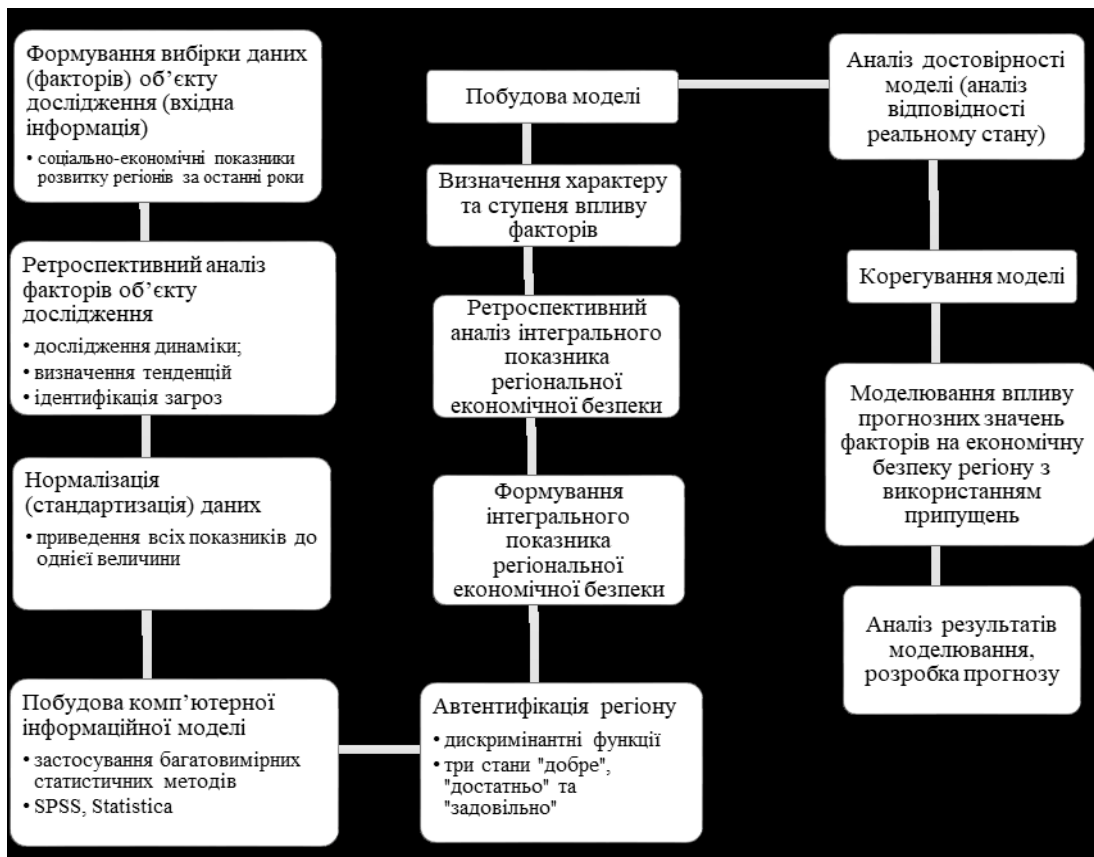 Формування вибірки даних
(факторів) об’єкту
дослідження (вхідна
інформація)
• соціально-економічні показники
розвитку регіонів за останні роки
Ретроспективний аналіз
факторів об’єкту
дослідження
• дослідження динаміки;
• визначення тенденцій
• ідентифікація загроз
Нормалізація
(стандартизація) даних
• приведення всіх показників до
однієї величини
Побудова комп’ютерної
інформаційної моделі
• застосування багатовимірних
статистичних методів
• SPSS, Statistica
Автентифікація регіону
• дискримінантні функції
• три стани "добре",
"достатньо" та
"задовільно"
Формування
інтегрального
показника
регіональної
економічної безпеки
Ретроспективний
аналіз інтегрального
показника
регіональної
економічної безпеки
Визначення характеру
та ступеня впливу
факторів
Побудова моделі
Аналіз достовірності
моделі (аналіз
відповідності
реальному стану)
Корегування моделі
Моделювання впливу
прогнозних значень
факторів на економічну
безпеку регіону з
використанням
припущень
Аналіз результатів
моделювання,
розробка прогнозу